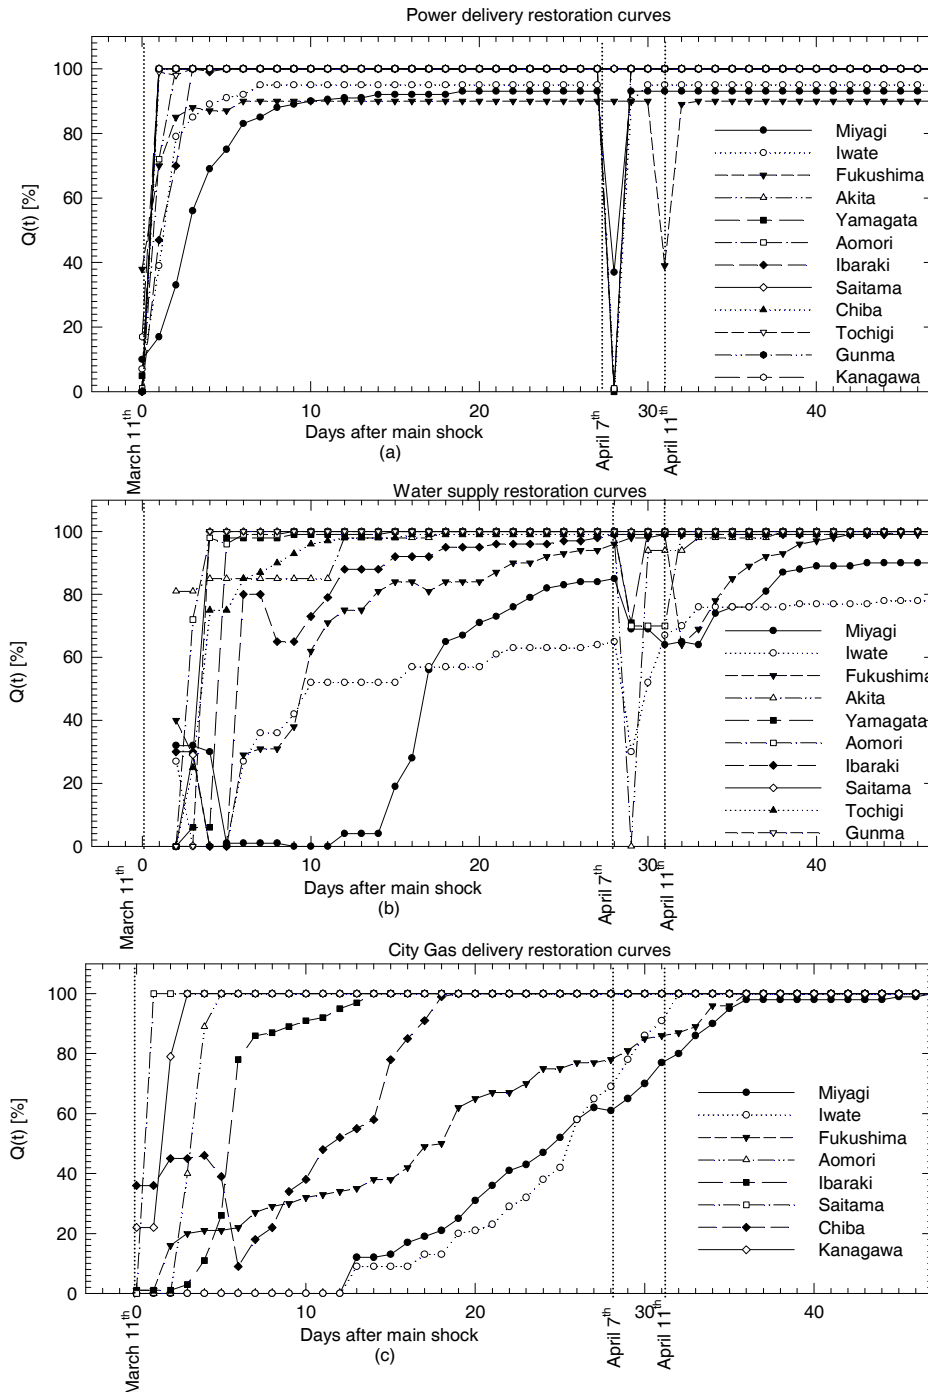 Power delivery restoration curves
100
80
60
40
20
0
Q(t) [%]
Miyagi
Iwate
Fukushima
Akita
Yamagata
Aomori
Ibaraki
Saitama
Chiba
Tochigi
Gunma
Kanagawa
0 10 30 40
Days after main shock
(a)
March 11th
April 7th
April 11th
Water supply restoration curves
100
80
60
40
20
0
Q(t) [%]
Miyagi
Iwate
Fukushima
Akita
Yamagata
Aomori
Ibaraki
Saitama
Tochigi
Gunma
0 10 20 30 40
Days after main shock
(b)
March 11th
April 7th
April 11th
City Gas delivery restoration curves
100
80
60
40
20
0
Q(t) [%]
Miyagi
Iwate
Fukushima
Aomori
Ibaraki
Saitama
Chiba
Kanagawa
0 10 20 30 40
Days after main shock
(c)
March 11th
April 7th
April 11th